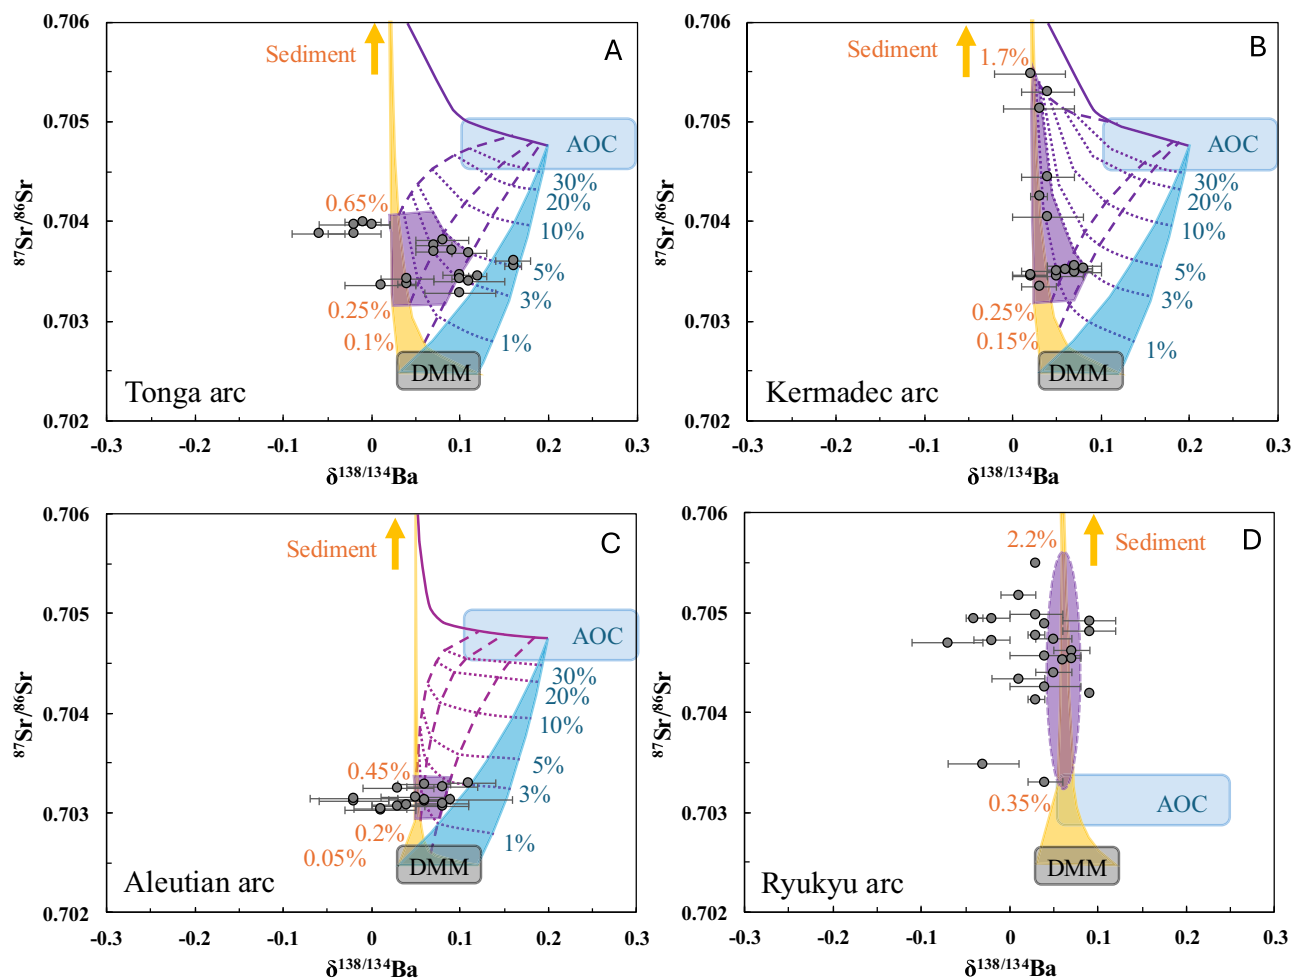 0.706
0.705
0.704
0.703
0.702
⁸⁷Sr/⁸⁶Sr
Sediment
A
AOC
0.65%
0.25%
0.1%
30%
20%
10%
5%
3%
1%
DMM
Tonga arc
-0.3
-0.2
-0.1
0
0.1
0.2
0.3
δ¹³⁸/¹³⁴Ba
0.706
0.705
0.704
0.703
0.702
⁸⁷Sr/⁸⁶Sr
Sediment
B
1.7%
AOC
0.25%
0.15%
30%
20%
10%
5%
3%
1%
DMM
Kermadec arc
-0.3
-0.2
-0.1
0
0.1
0.2
0.3
δ¹³⁸/¹³⁴Ba
0.706
0.705
0.704
0.703
0.702
⁸⁷Sr/⁸⁶Sr
Sediment
C
AOC
0.45%
0.2%
0.05%
30%
20%
10%
5%
3%
1%
DMM
Aleutian arc
-0.3
-0.2
-0.1
0
0.1
0.2
0.3
δ¹³⁸/¹³⁴Ba
0.706
0.705
0.704
0.703
0.702
⁸⁷Sr/⁸⁶Sr
2.2%
Sediment
D
0.35%
AOC
DMM
Ryukyu arc
-0.3
-0.2
-0.1
0
0.1
0.2
0.3
δ¹³⁸/¹³⁴Ba